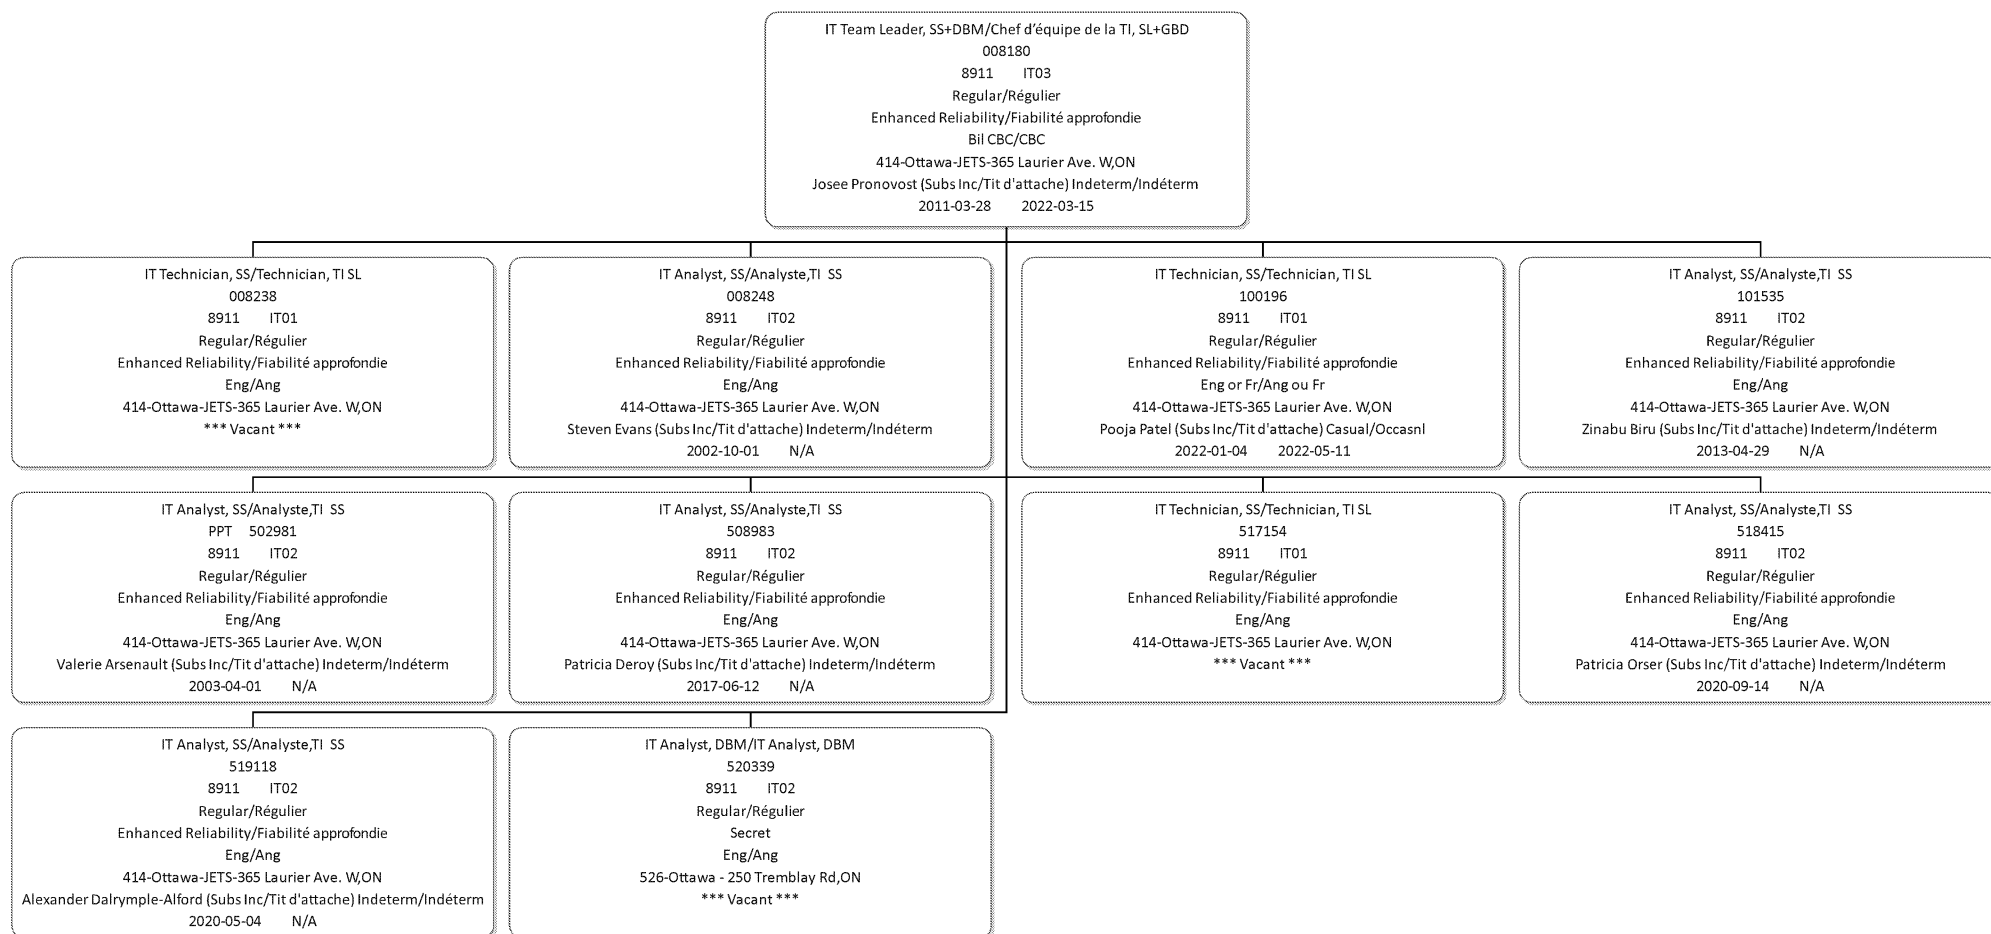 IT Team Leader, SS+DBM/Chef d'équipe de la TI, SL+GBD
008180
8911 IT03
Regular/Régulier
Enhanced Reliability/Fiabilité approfondie
Bil CBC/CBC
414-Ottawa-JETS-365 Laurier Ave. W,ON
Josee Pronovost (Subs Inc/Tit d'attache) Indeterm/Indéterm
2011-03-28 2022-03-15
IT Technician, SS/Technician, TI SL
008238
8911 IT01
Regular/Régulier
Enhanced Reliability/Fiabilité approfondie
Eng/Ang
414-Ottawa-JETS-365 Laurier Ave. W,ON
*** Vacant ***
IT Analyst, SS/Analyste,TI SS
008248
8911 IT02
Regular/Régulier
Enhanced Reliability/Fiabilité approfondie
Eng/Ang
414-Ottawa-JETS-365 Laurier Ave. W,ON
Steven Evans (Subs Inc/Tit d'attache) Indeterm/Indéterm
2002-10-01 N/A
IT Technician, SS/Technician, TI SL
100196
8911 IT01
Regular/Régulier
Enhanced Reliability/Fiabilité approfondie
Eng or Fr/Ang ou Fr
414-Ottawa-JETS-365 Laurier Ave. W,ON
Pooja Patel (Subs Inc/Tit d'attache) Casual/Occasnl
2022-01-04 2022-05-11
IT Analyst, SS/Analyste,TI SS
101535
8911 IT02
Regular/Régulier
Enhanced Reliability/Fiabilité approfondie
Eng/Ang
414-Ottawa-JETS-365 Laurier Ave. W,ON
Zinabu Biru (Subs Inc/Tit d'attache) Indeterm/Indéterm
2013-04-29 N/A
IT Analyst, SS/Analyste,TI SS
PPT 502981
8911 IT02
Regular/Régulier
Enhanced Reliability/Fiabilité approfondie
Eng/Ang
414-Ottawa-JETS-365 Laurier Ave. W,ON
Valerie Arsenault (Subs Inc/Tit d'attache) Indeterm/Indéterm
2003-04-01 N/A
IT Analyst, SS/Analyste,TI SS
508983
8911 IT02
Regular/Régulier
Enhanced Reliability/Fiabilité approfondie
Eng/Ang
414-Ottawa-JETS-365 Laurier Ave. W,ON
Patricia Deroy (Subs Inc/Tit d'attache) Indeterm/Indéterm
2017-06-12 N/A
IT Technician, SS/Technician, TI SL
517154
8911 IT01
Regular/Régulier
Enhanced Reliability/Fiabilité approfondie
Eng/Ang
414-Ottawa-JETS-365 Laurier Ave. W,ON
*** Vacant ***
IT Analyst, SS/Analyste,TI SS
518415
8911 IT02
Regular/Régulier
Enhanced Reliability/Fiabilité approfondie
Eng/Ang
414-Ottawa-JETS-365 Laurier Ave. W,ON
Patricia Orser (Subs Inc/Tit d'attache) Indeterm/Indéterm
2020-09-14 N/A
IT Analyst, SS/Analyste,TI SS
519118
8911 IT02
Regular/Régulier
Enhanced Reliability/Fiabilité approfondie
Eng/Ang
414-Ottawa-JETS-365 Laurier Ave. W,ON
Alexander Dalrymple-Alford (Subs Inc/Tit d'attache) Indeterm/Indéterm
2020-05-04 N/A
IT Analyst, DBM/IT Analyst, DBM
520339
8911 IT02
Regular/Régulier
Secret
Eng/Ang
526-Ottawa - 250 Tremblay Rd,ON
*** Vacant ***